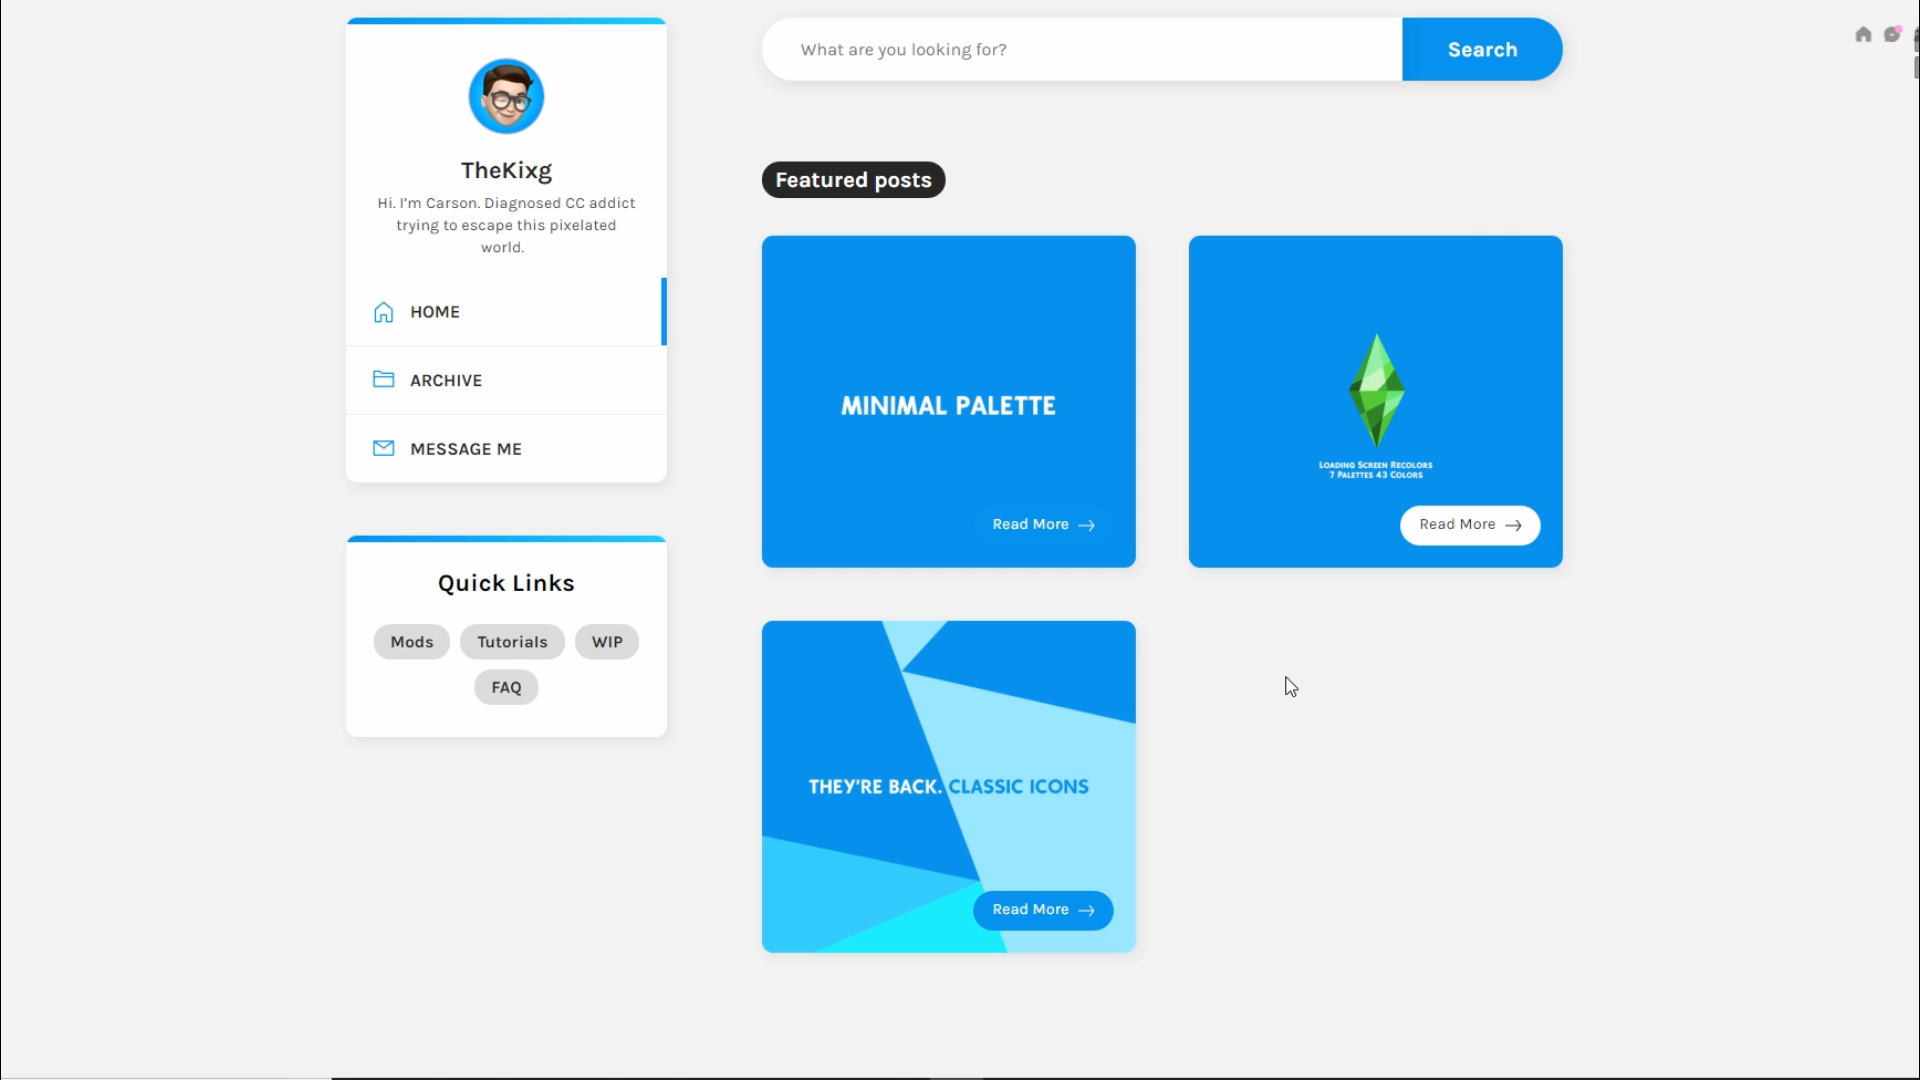 TheKixg
Hi. I'm Carson. Diagnosed CC addict
trying to escape this pixelated
world.
HOME
ARCHIVE
MESSAGE ME
Quick Links
Mods
Tutorials
WIP
FAQ
What are you looking for?
Search
Featured posts
MINIMAL PALETTE
Read More
Loading Screen Recolors
7 Palettes 43 Colors
Read More
THEY'RE BACK. CLASSIC ICONS
Read More